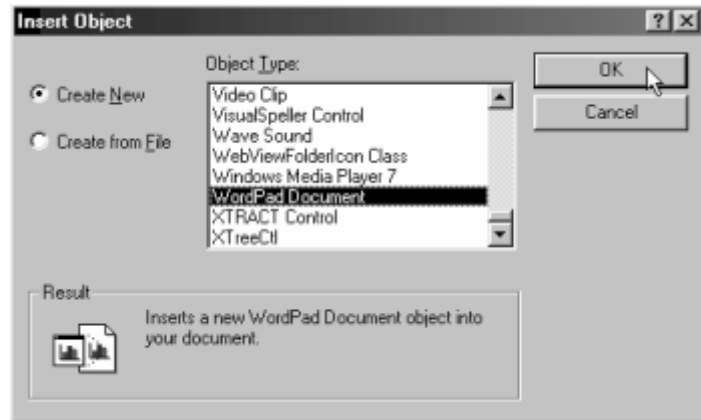 Insert Object
Object Type:
Create New
Create from File
Video Clip
VisualSpeller Control
Wave Sound
WebViewFolderIcon Class
Windows Media Player 7
WordPad Document
XTRACT Control
XTreeCtl
OK
Cancel
Result
Inserts a new WordPad Document object into
your document.